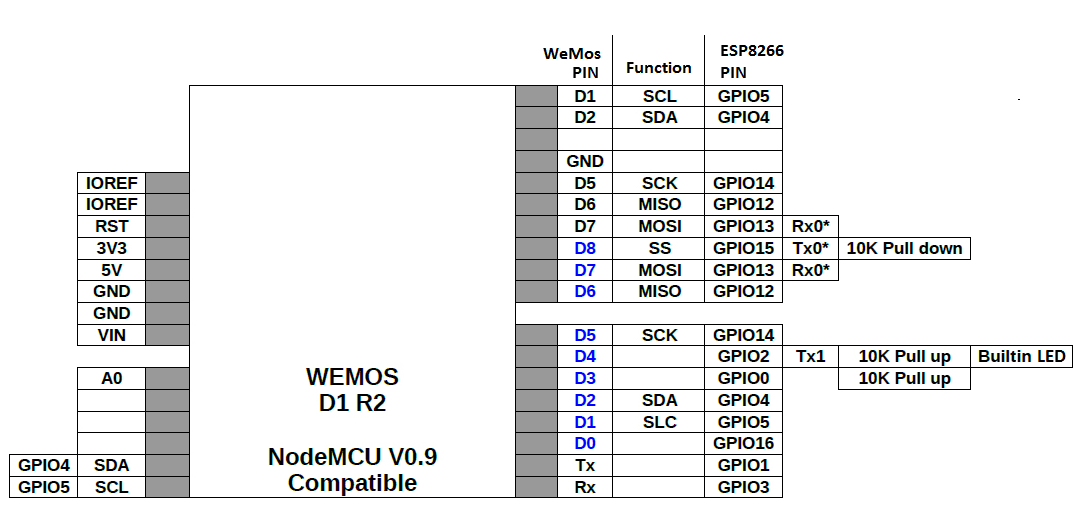 WeMos PIN Function ESP8266 PIN
D1 SCL GPIO5
D2 SDA GPIO4
GND
IOREF D5 SCK GPIO14
IOREF D6 MISO GPIO12
RST D7 MOSI GPIO13 Rx0*
3V3 D8 SS GPIO15 Tx0* 10K Pull down
5V D7 MOSI GPIO13 Rx0*
GND D6 MISO GPIO12
GND
VIN D5 SCK GPIO14
D4 GPIO2 Tx1 10K Pull up Builtin LED
A0 WEMOS D3 GPIO0 10K Pull up
D1 R2 D2 SDA GPIO4
D1 SLC GPIO5
D0 GPIO16
GPIO4 SDA NodeMCU V0.9 Tx GPIO1
GPIO5 SCL Compatible Rx GPIO3